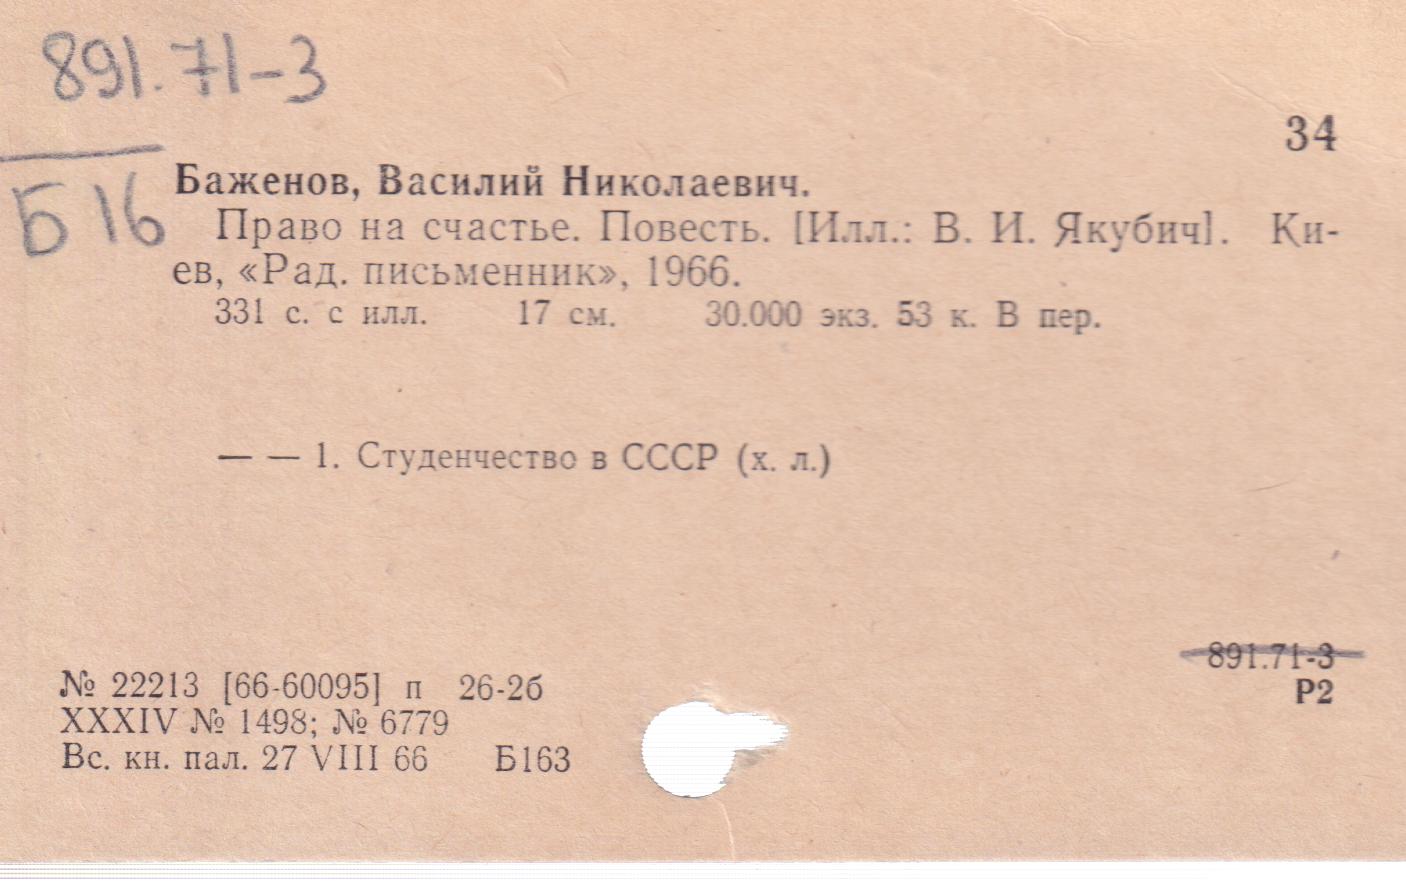 891.71-3
34
Б 16
Баженов, Василий Николаевич.
Право на счастье. Повесть. [Илл.: В. И. Якубич]. Ки-
ев, «Рад. письменник», 1966.
331 с. с илл. 17 см. 30.000 экз. 53 к. В пер.
— — 1. Студенчество в СССР (х. л.)
891.71-3
Р2
№ 22213 [66-60095] п 26-2б
XXXIV № 1498; № 6779
Вс. кн. пал. 27 VIII 66 Б163